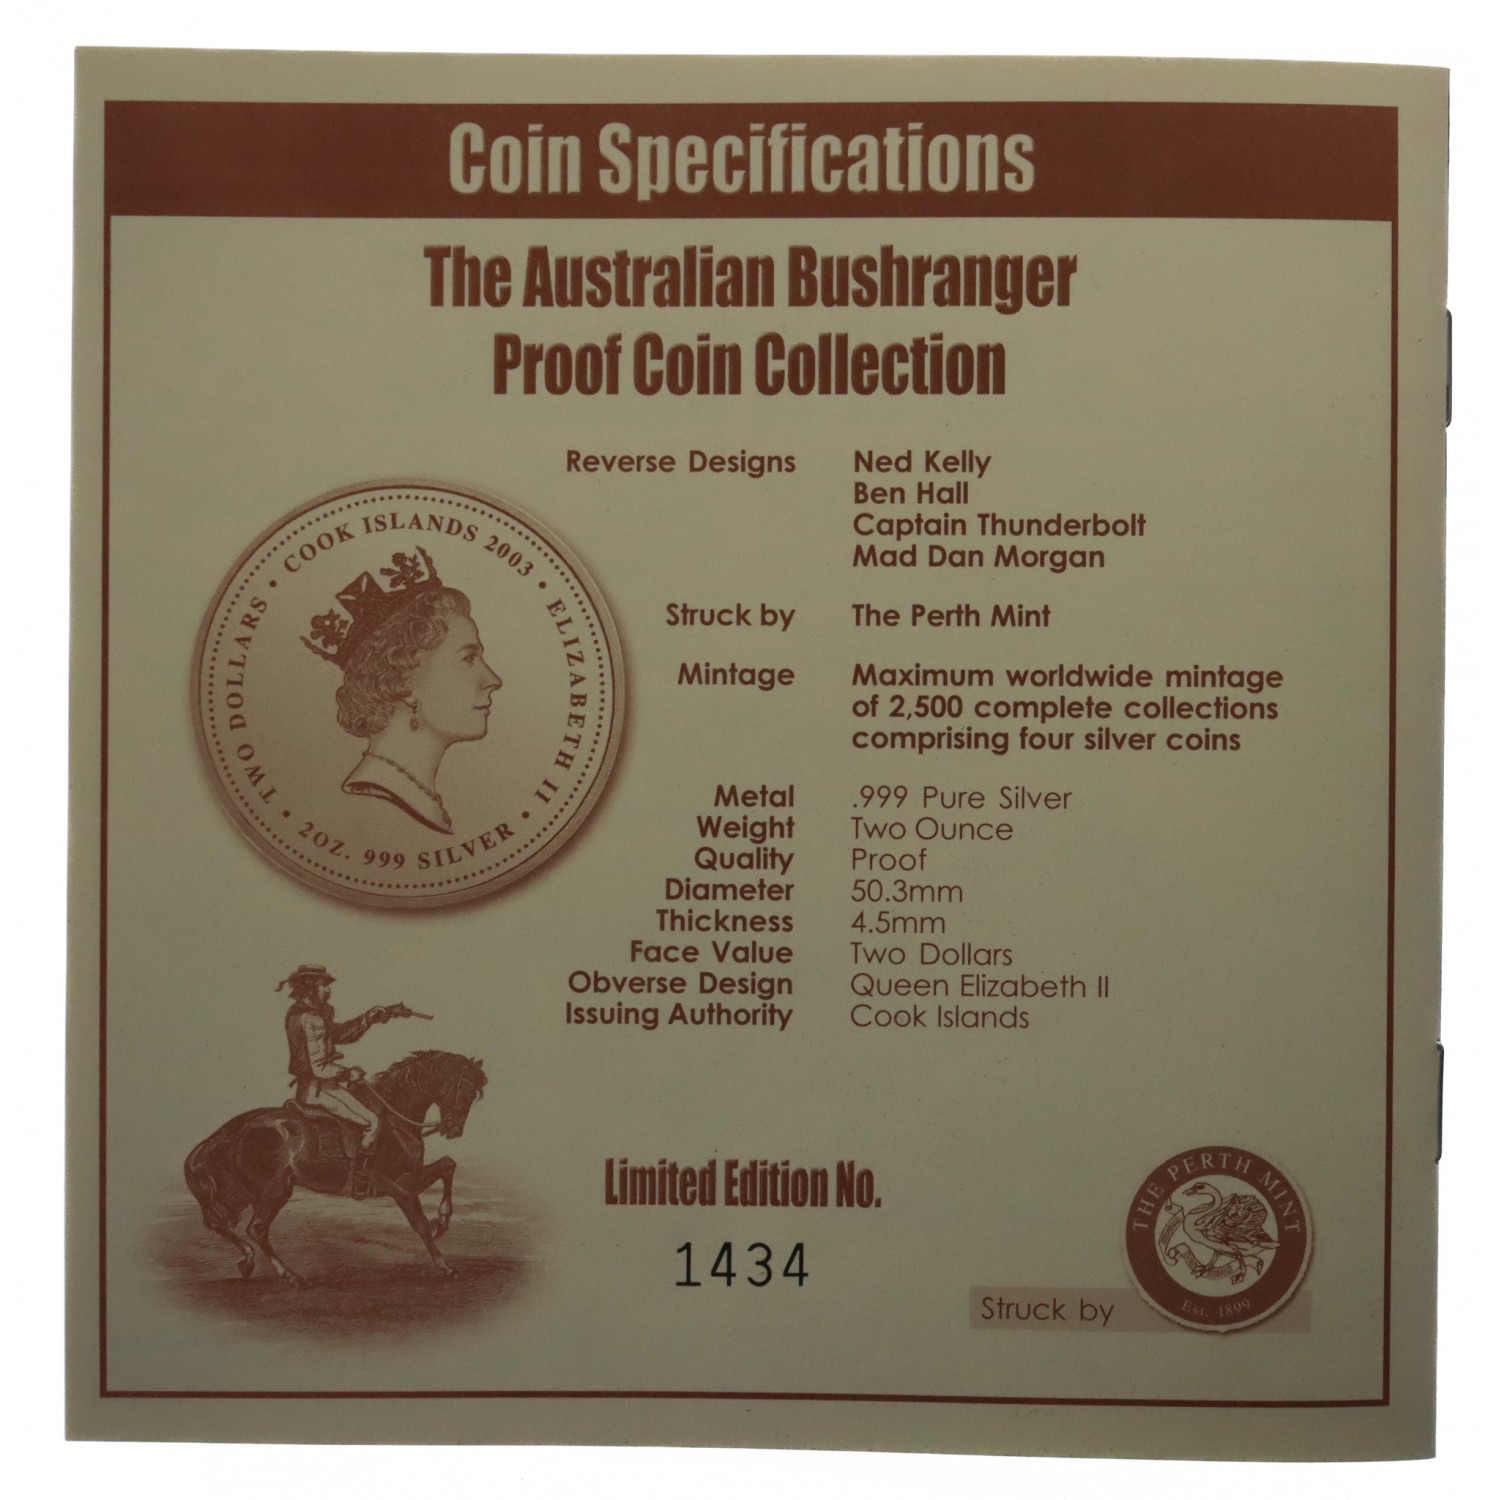 Coin Specifications
The Australian Bushranger
Proof Coin Collection
Reverse Designs Ned Kelly
Ben Hall
Captain Thunderbolt
Mad Dan Morgan
Struck by The Perth Mint
Mintage Maximum worldwide mintage
of 2,500 complete collections
comprising four silver coins
Metal .999 Pure Silver
Weight Two Ounce
Quality Proof
Diameter 50.3mm
Thickness 4.5mm
Face Value Two Dollars
Obverse Design Queen Elizabeth II
Issuing Authority Cook Islands
COOK ISLANDS 2003 • ELIZABETH II • 2OZ. 999 SILVER • TWO DOLLARS •
Limited Edition No.
1434
Struck by
THE PERTH MINT
Est. 1899